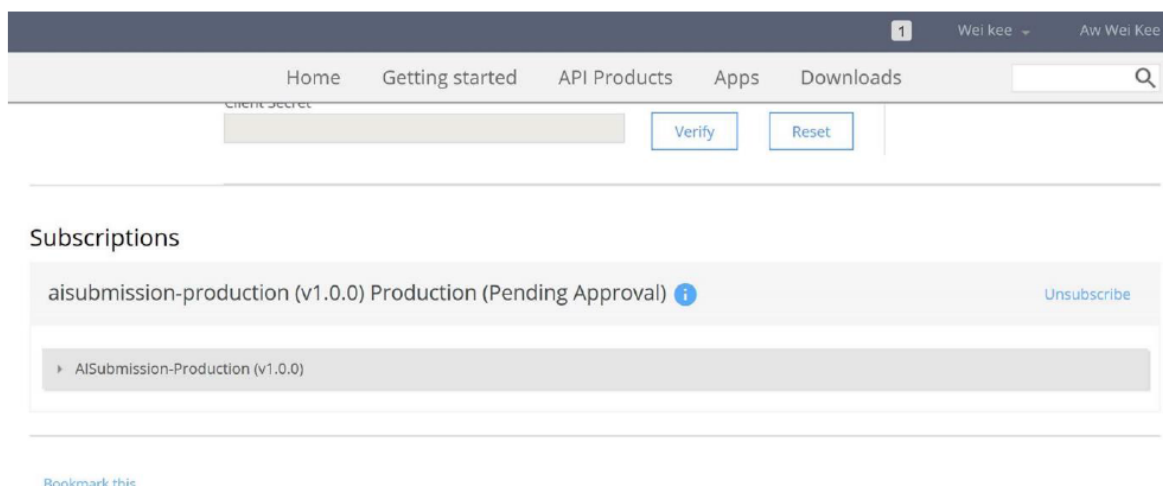 1 Wei kee Aw Wei Kee
Home Getting started API Products Apps Downloads
Client Secret
Verify Reset
Subscriptions
aisubmission-production (v1.0.0) Production (Pending Approval) i Unsubscribe
AISubmission-Production (v1.0.0)
Bookmark this